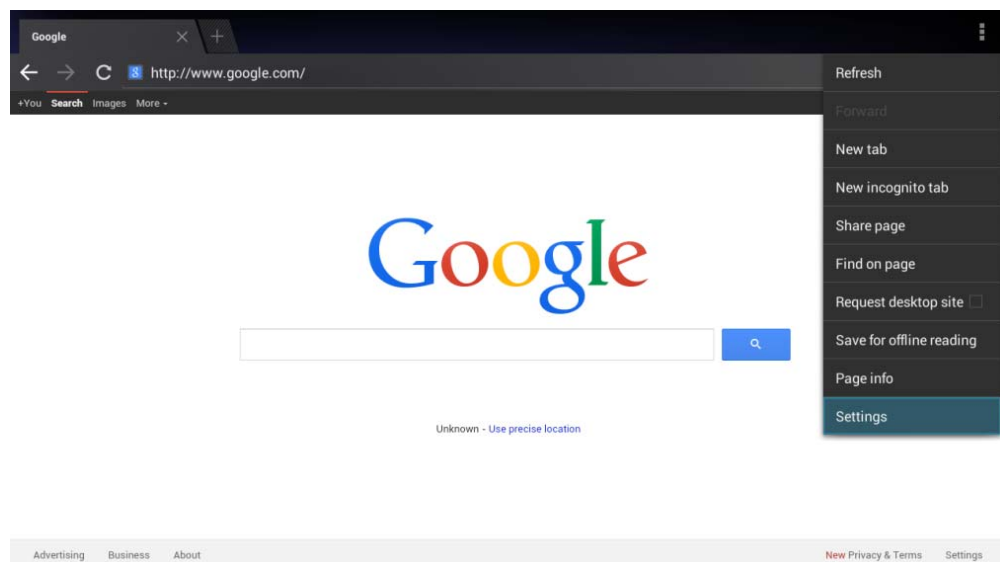 Google
http://www.google.com/
+You Search Images More
Refresh
Forward
New tab
New incognito tab
Share page
Find on page
Request desktop site
Save for offline reading
Page info
Settings
Google
Unknown - Use precise location
Advertising Business About
New Privacy & Terms Settings